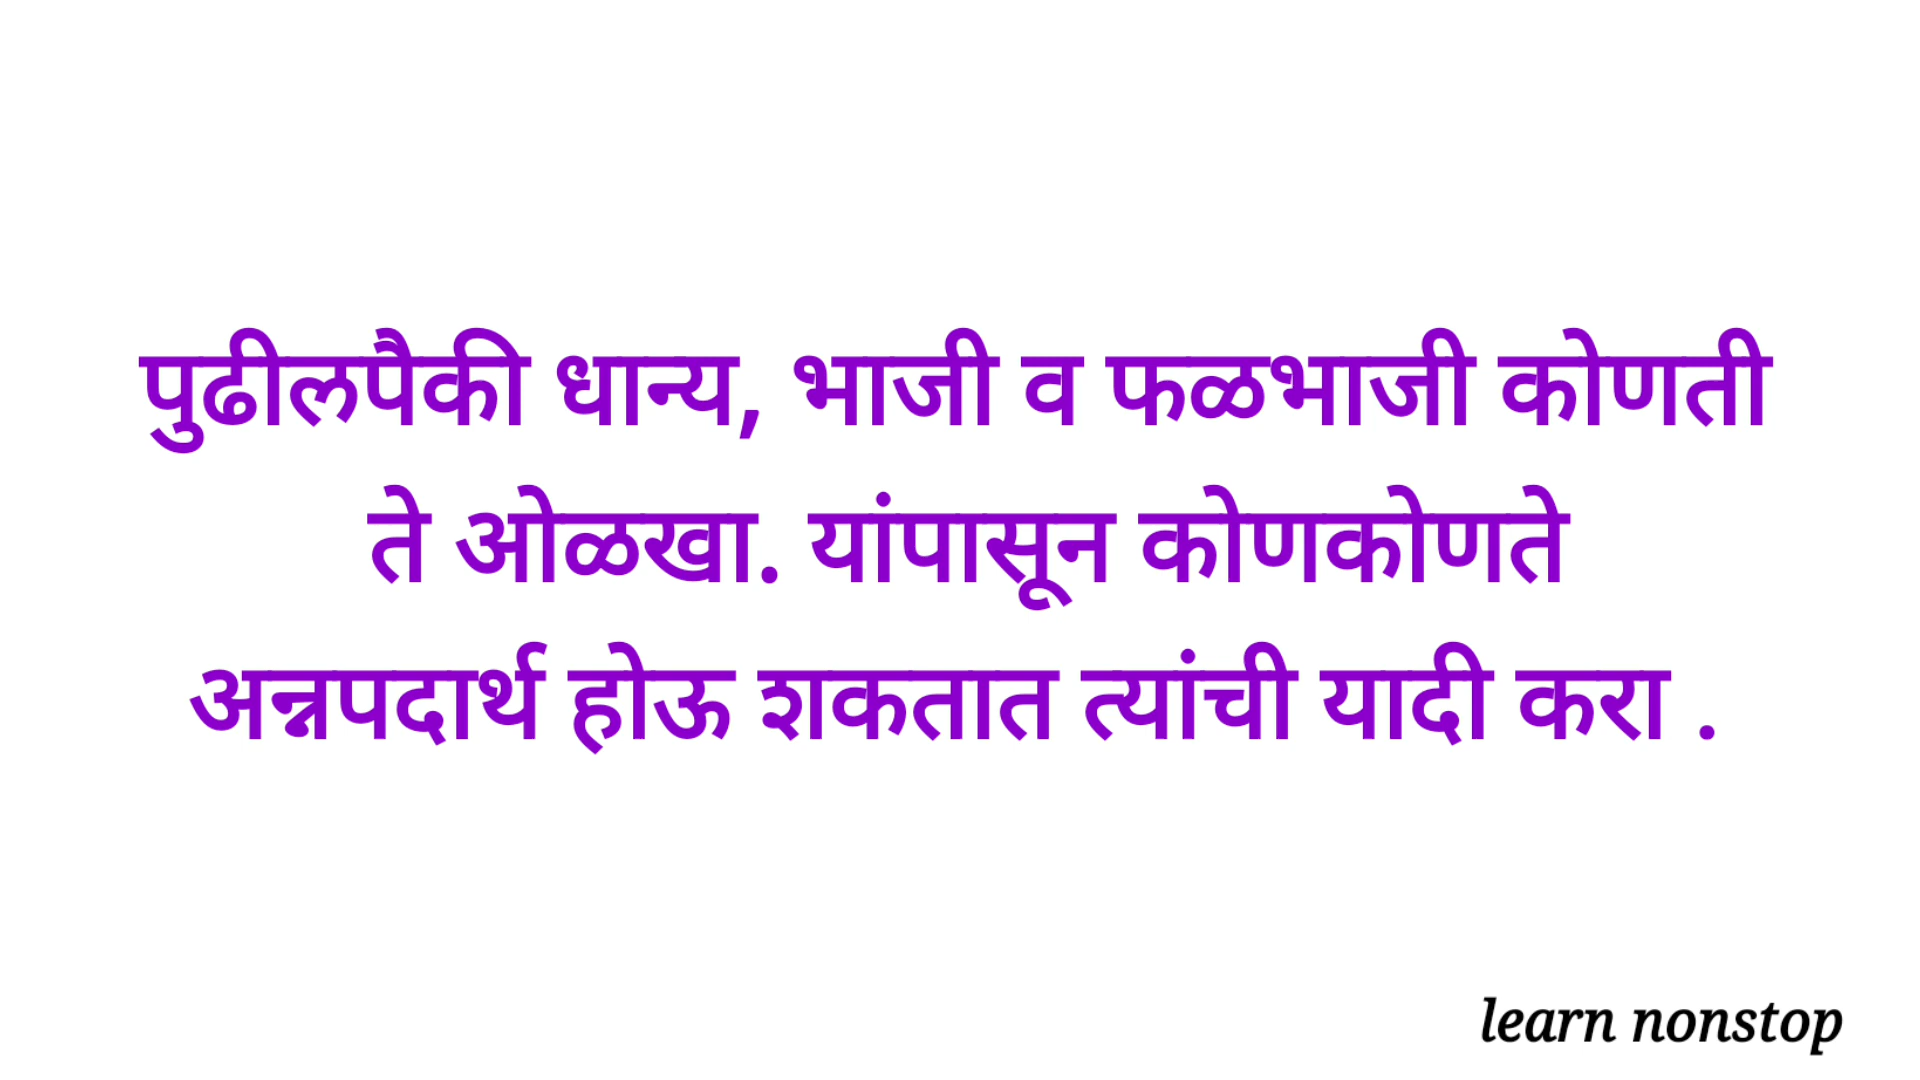 पुढीलपैकी धान्य, भाजी व फळभाजी कोणती
ते ओळखा. यांपासून कोणकोणते
अन्नपदार्थ होऊ शकतात त्यांची यादी करा .
learn nonstop